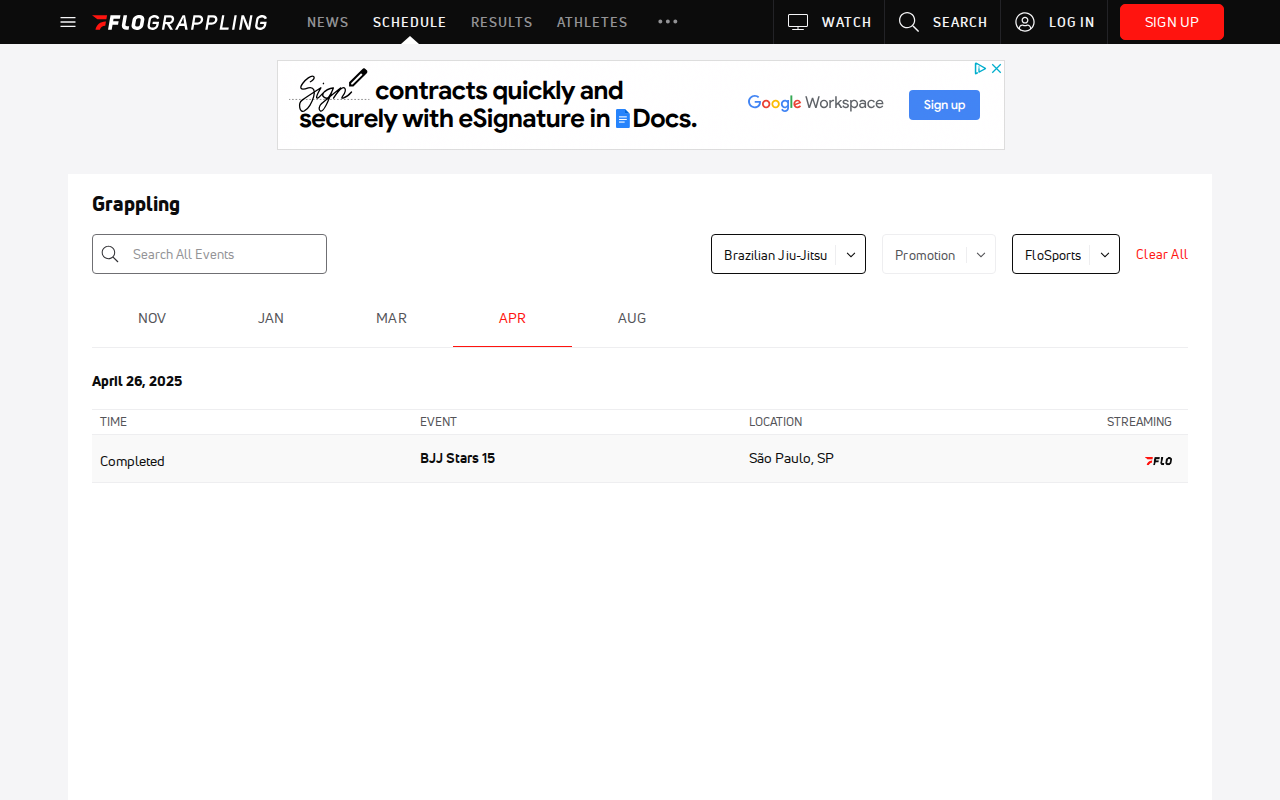 FLOGRAPPLING NEWS SCHEDULE RESULTS ATHLETES ••• WATCH SEARCH LOG IN SIGN UP
Sign contracts quickly and
securely with eSignature in Docs.
Google Workspace
Sign up
Grappling
Search All Events
Brazilian Jiu-Jitsu
Promotion
FloSports
Clear All
NOV JAN MAR APR AUG
April 26, 2025
TIME EVENT LOCATION STREAMING
Completed BJJ Stars 15 São Paulo, SP FLO